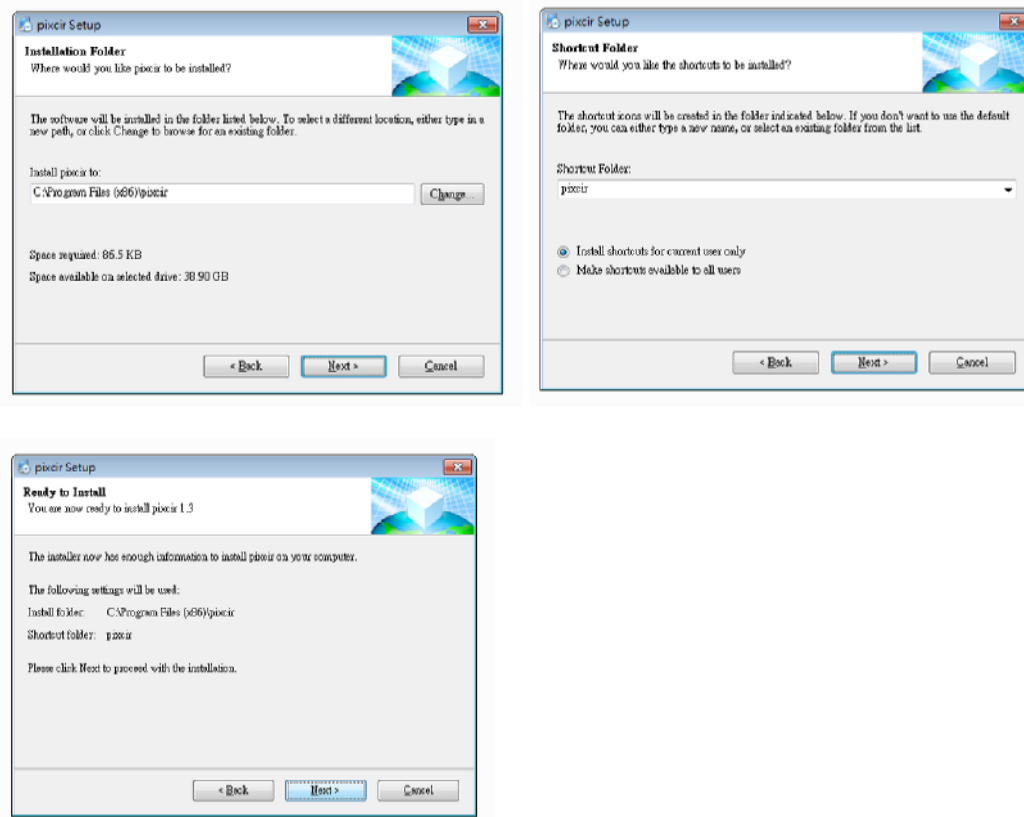 pixcir Setup
Installation Folder
Where would you like pixcir to be installed?
The software will be installed in the folder listed below. To select a different location, either type in a
new path, or click Change to browse for an existing folder.
Install pixcir to:
C:\Program Files (x86)\pixcir
Change...
Space required: 86.5 KB
Space available on selected drive: 38.90 GB
< Back
Next >
Cancel
pixcir Setup
Shortcut Folder
Where would you like the shortcuts to be installed?
The shortcut icons will be created in the folder indicated below. If you don't want to use the default
folder, you can either type a new name, or select an existing folder from the list.
Shortcut Folder:
pixcir
Install shortcuts for current user only
Make shortcuts available to all users
< Back
Next >
Cancel
pixcir Setup
Ready to Install
You are now ready to install pixcir 1.3
The installer now has enough information to install pixcir on your computer.
The following settings will be used:
Install folder: C:\Program Files (x86)\pixcir
Shortcut folder: pixcir
Please click Next to proceed with the installation.
< Back
Next >
Cancel